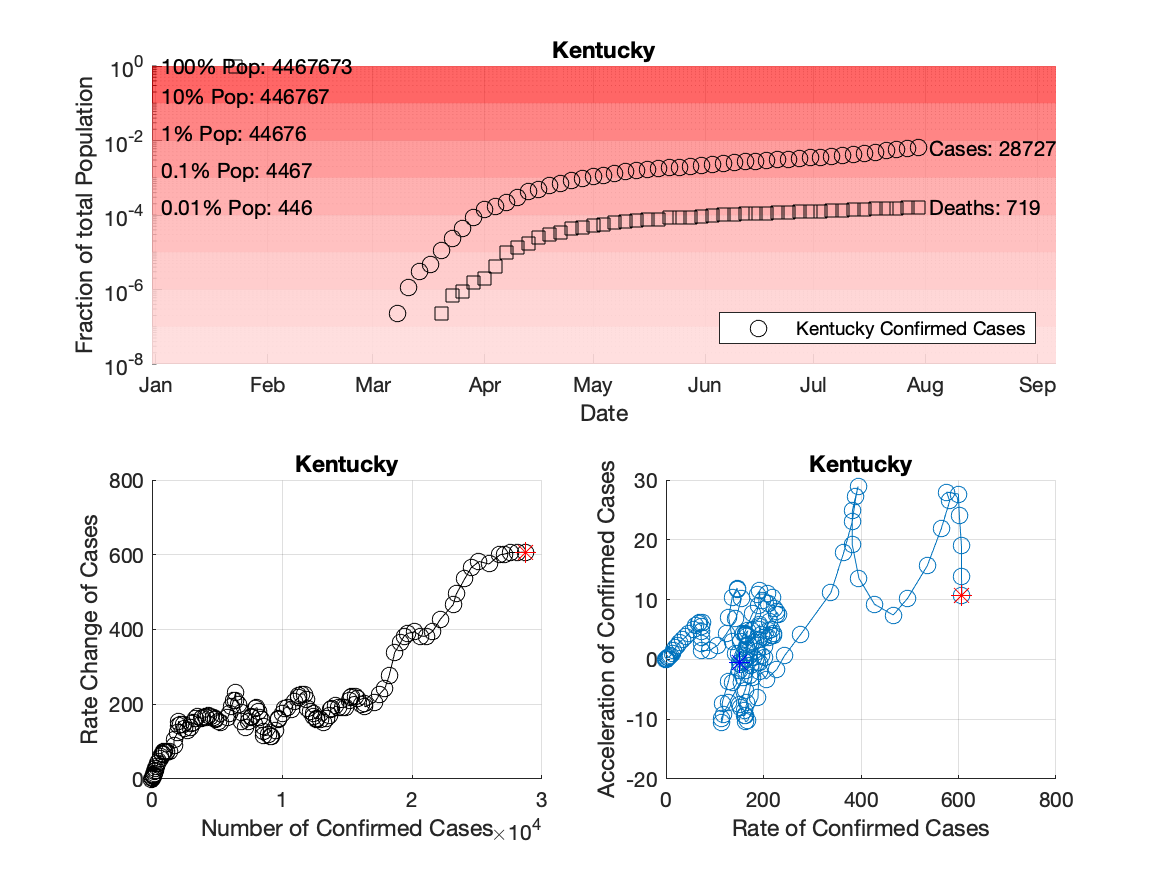 Kentucky
10^0
10^-2
10^-4
10^-6
10^-8
Fraction of total Population
100% Pop: 4467673
10% Pop: 446767
1% Pop: 44676
0.1% Pop: 4467
0.01% Pop: 446
Cases: 28727
Deaths: 719
Kentucky Confirmed Cases
Jan Feb Mar Apr May Jun Jul Aug Sep
Date
Kentucky
800
600
400
200
0
Rate Change of Cases
0 1 2 3
Number of Confirmed Cases ×10^4
Kentucky
30
20
10
0
-10
-20
Acceleration of Confirmed Cases
0 200 400 600 800
Rate of Confirmed Cases